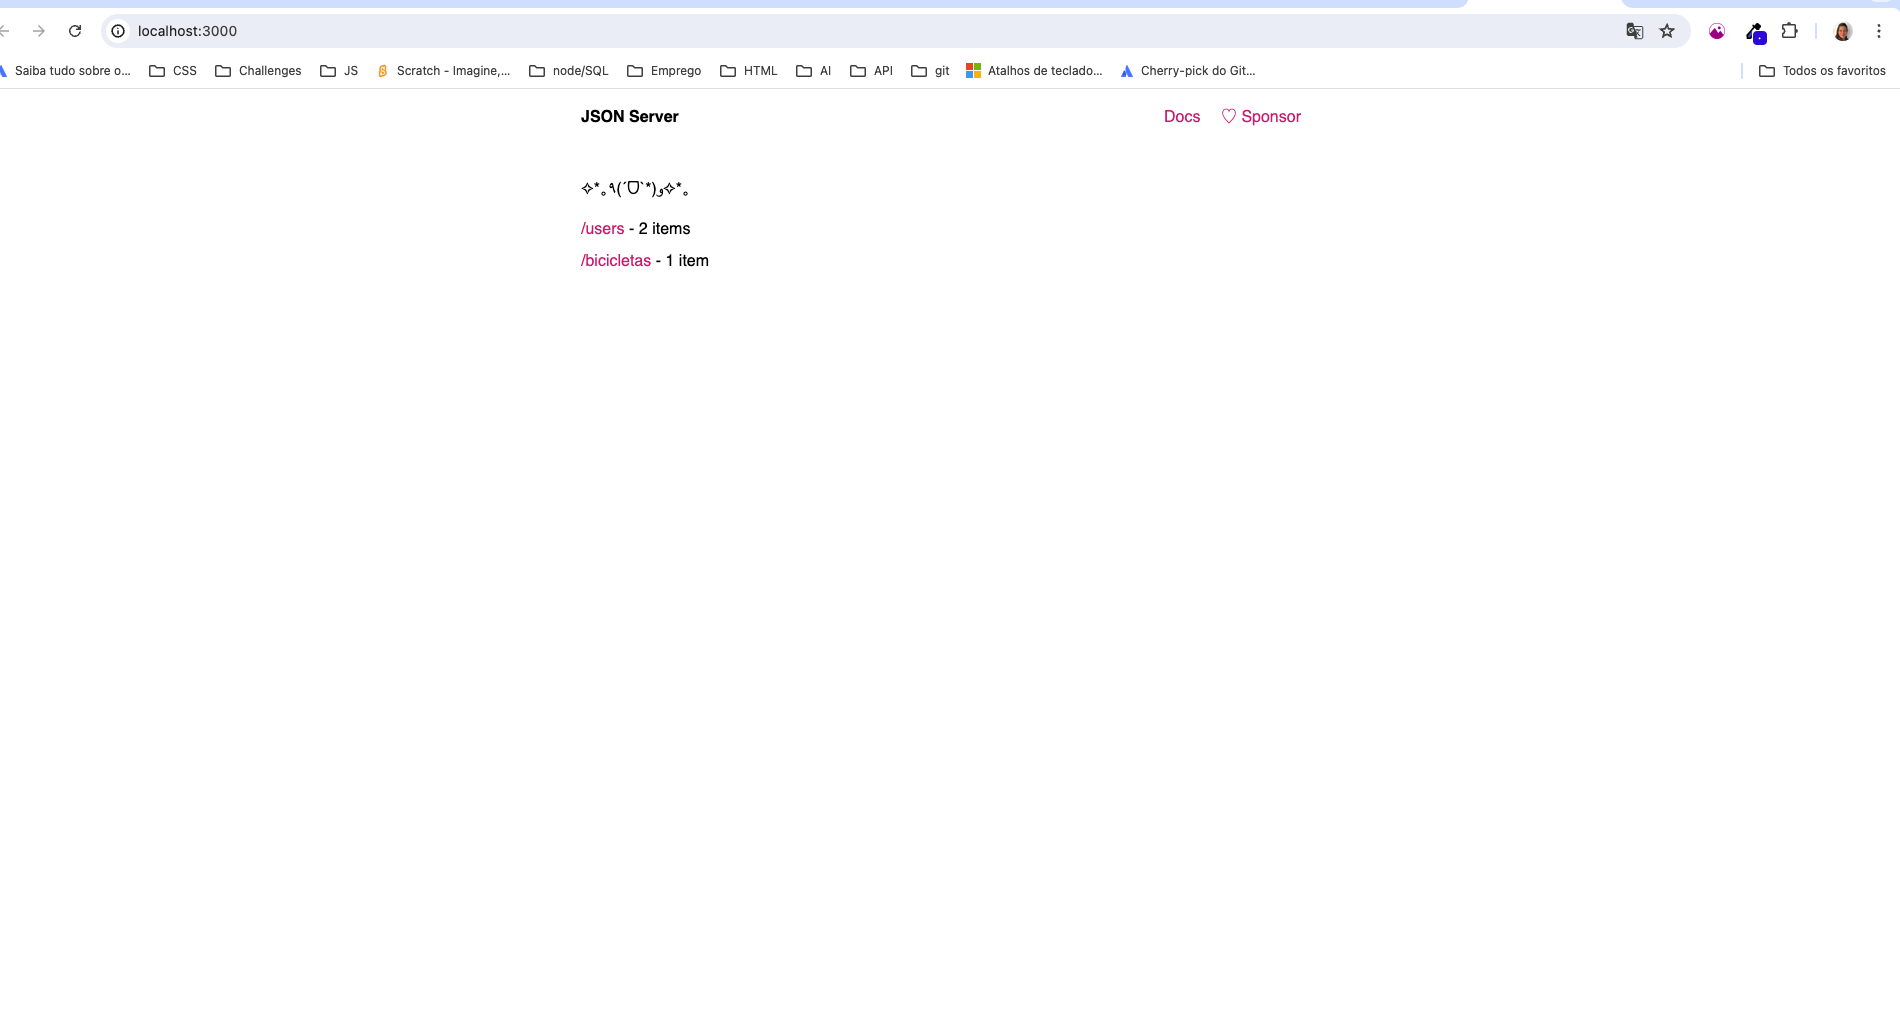 localhost:3000
Saiba tudo sobre o... CSS Challenges JS Scratch - Imagine,... node/SQL Emprego HTML AI API git Atalhos de teclado... Cherry-pick do Git... Todos os favoritos
JSON Server Docs ♡ Sponsor
✧*｡٩(ˊᗜˋ*)و✧*｡
/users - 2 items
/bicicletas - 1 item